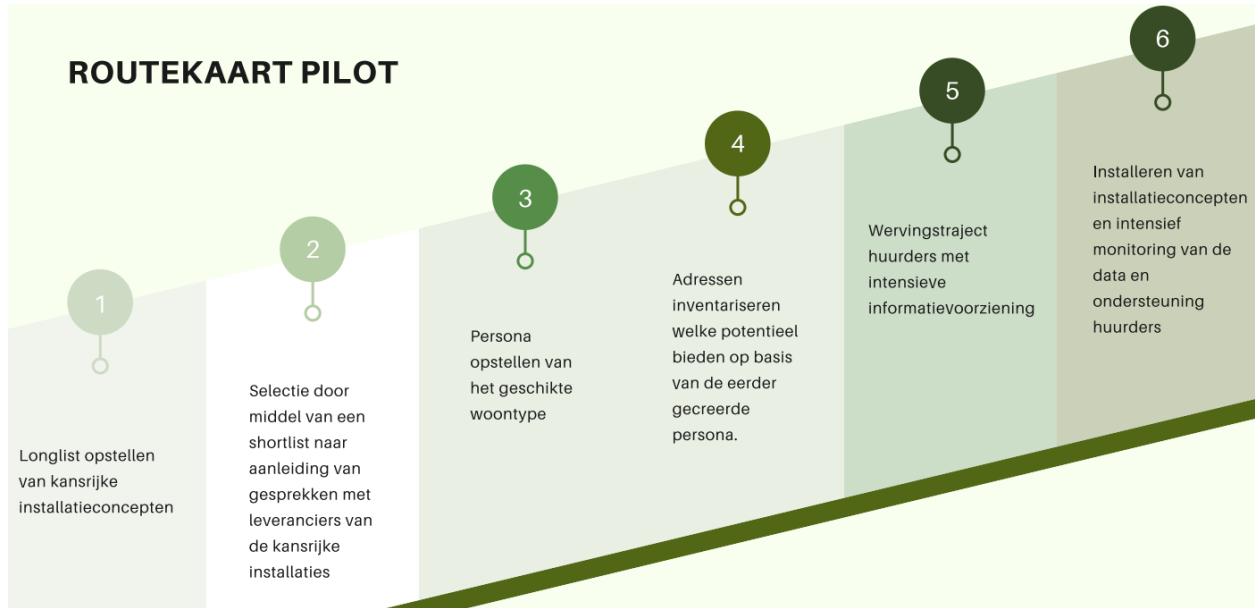 ROUTEKAART PILOT
1
Longlist opstellen
van kansrijke
installatieconcepten
2
Selectie door
middel van een
shortlist naar
aanleiding van
gesprekken met
leveranciers van
de kansrijke
installaties
3
Persona
opstellen van
het geschikte
woontype
4
Adressen
inventariseren
welke potentieel
bieden op basis
van de eerder
gecreerde
persona.
5
Wervingstraject
huurders met
intensieve
informatievoorziening
6
Installeren van
installatieconcepten
en intensief
monitoring van de
data en
ondersteuning
huurders